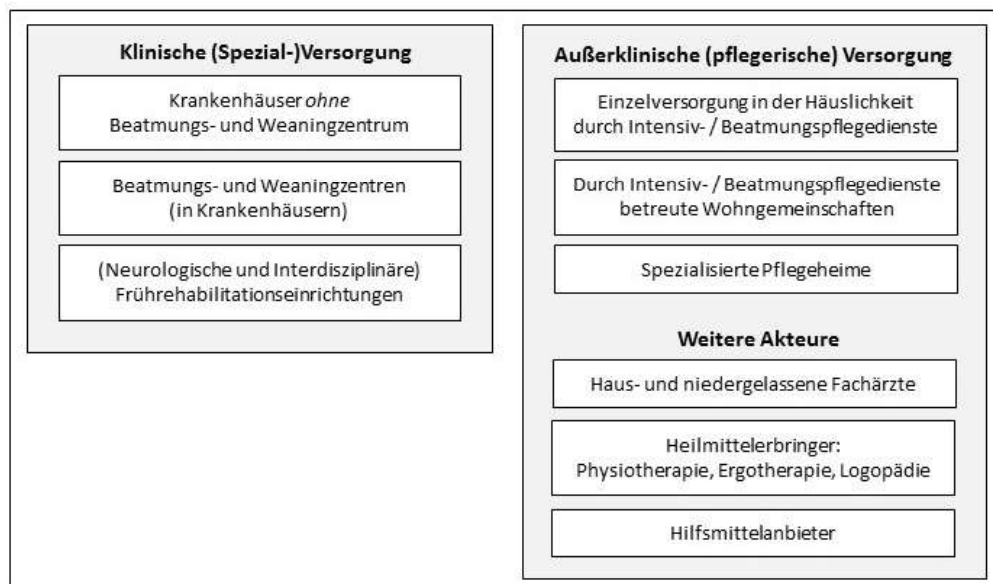 Klinische (Spezial-)Versorgung
Krankenhäuser ohne
Beatmungs- und Weaningzentrum
Beatmungs- und Weaningzentren
(in Krankenhäusern)
(Neurologische und Interdisziplinäre)
Frührehabilitationseinrichtungen
Außerklinische (pflegerische) Versorgung
Einzelversorgung in der Häuslichkeit
durch Intensiv- / Beatmungspflegedienste
Durch Intensiv- / Beatmungspflegedienste
betreute Wohngemeinschaften
Spezialisierte Pflegeheime
Weitere Akteure
Haus- und niedergelassene Fachärzte
Heilmittelerbringer:
Physiotherapie, Ergotherapie, Logopädie
Hilfsmittelanbieter